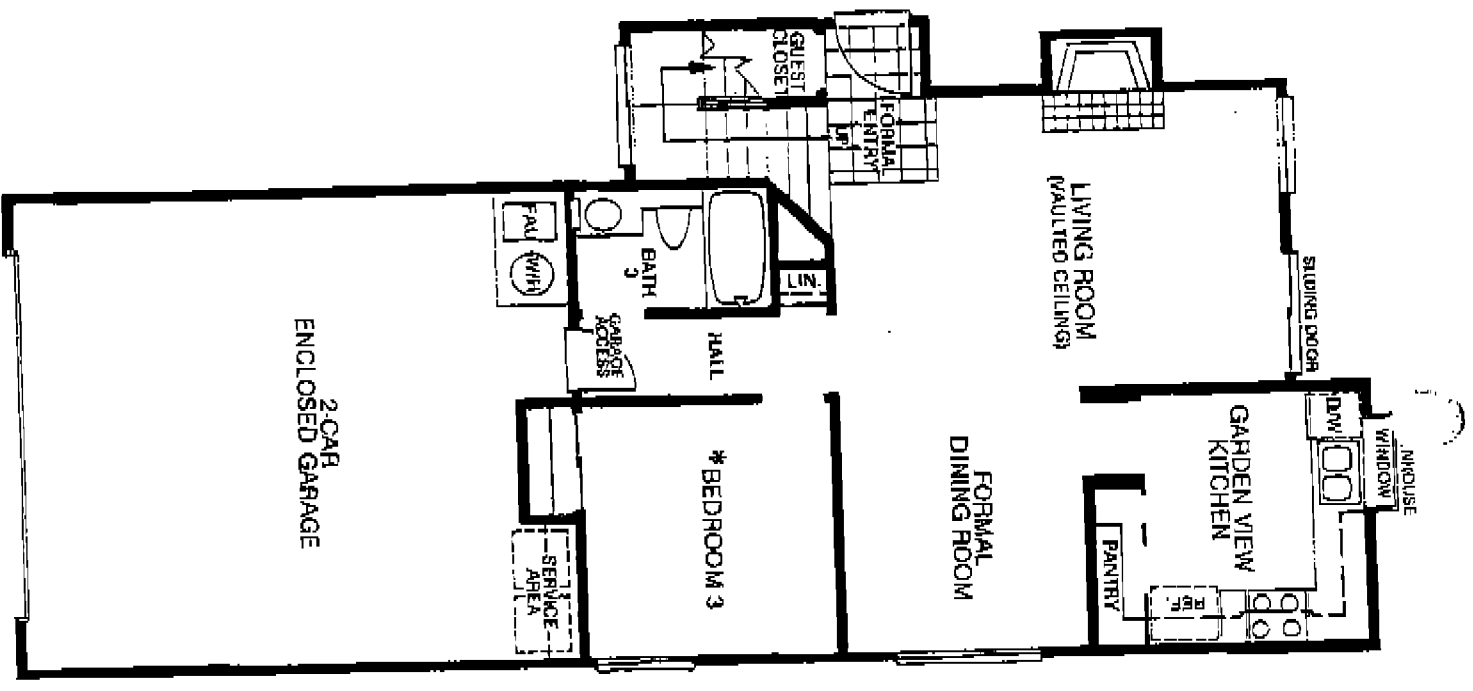 GUEST
CLOSET
FORMAL
ENTRY
UP
LIVING ROOM
(VAULTED CEILING)
SLIDING DOOR
FAU
W/H
BATH
3
LIN.
GARAGE
ACCESS
HALL
2-CAR
ENCLOSED GARAGE
D/W
WINDOW
GARDEN VIEW
KITCHEN
FORMAL
DINING ROOM
*BEDROOM 3
PANTRY
SERVICE
AREA